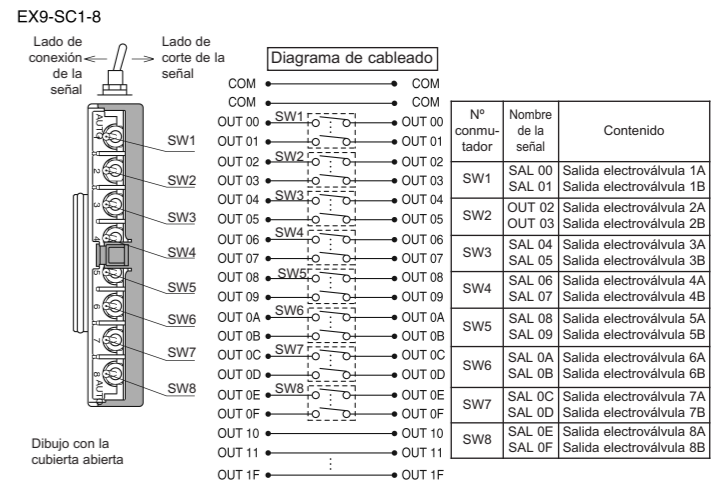 EX9-SC1-8
Lado de
conexión
de la
señal
Lado de
corte de la
señal
AUTO
1
2
3
4
5
6
7
8
AUTO
SW1
SW2
SW3
SW4
SW5
SW6
SW7
SW8
Dibujo con la
cubierta abierta
Diagrama de cableado
COM COM
COM COM
OUT 00 SW1 OUT 00
OUT 01 OUT 01
OUT 02 SW2 OUT 02
OUT 03 OUT 03
OUT 04 SW3 OUT 04
OUT 05 OUT 05
OUT 06 SW4 OUT 06
OUT 07 OUT 07
OUT 08 SW5 OUT 08
OUT 09 OUT 09
OUT 0A SW6 OUT 0A
OUT 0B OUT 0B
OUT 0C SW7 OUT 0C
OUT 0D OUT 0D
OUT 0E SW8 OUT 0E
OUT 0F OUT 0F
OUT 10 OUT 10
OUT 11 OUT 11
OUT 1F OUT 1F
Nº
conmu-
tador
Nombre
de la
señal
Contenido
SW1
SAL 00 Salida electroválvula 1A
SAL 01 Salida electroválvula 1B
SW2
OUT 02 Salida electroválvula 2A
OUT 03 Salida electroválvula 2B
SW3
SAL 04 Salida electroválvula 3A
SAL 05 Salida electroválvula 3B
SW4
SAL 06 Salida electroválvula 4A
SAL 07 Salida electroválvula 4B
SW5
SAL 08 Salida electroválvula 5A
SAL 09 Salida electroválvula 5B
SW6
SAL 0A Salida electroválvula 6A
SAL 0B Salida electroválvula 6B
SW7
SAL 0C Salida electroválvula 7A
SAL 0D Salida electroválvula 7B
SW8
SAL 0E Salida electroválvula 8A
SAL 0F Salida electroválvula 8B